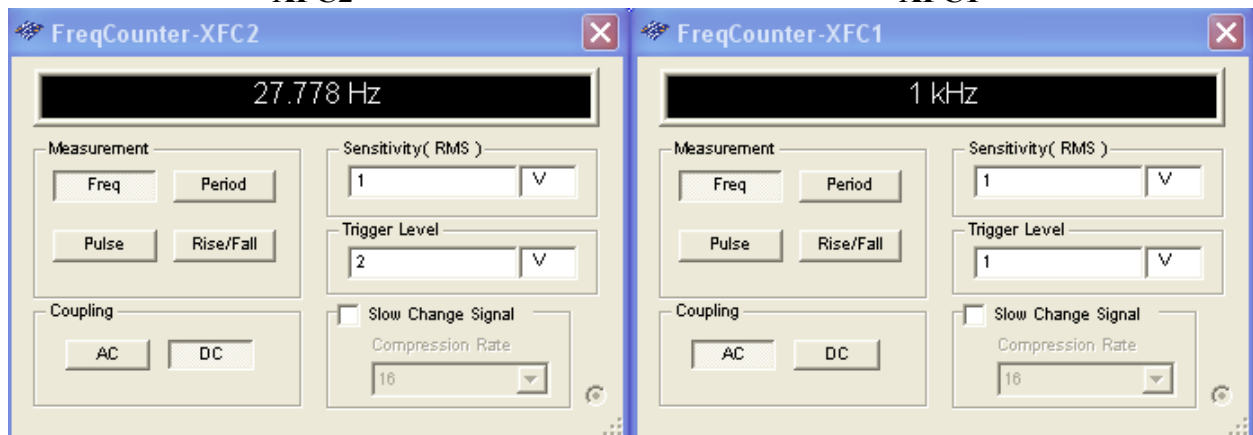 XFC2 XFC1
FreqCounter-XFC2
27.778 Hz
Measurement
Freq Period
Pulse Rise/Fall
Coupling
AC DC
Sensitivity( RMS )
1 V
Trigger Level
2 V
Slow Change Signal
Compression Rate
16
FreqCounter-XFC1
1 kHz
Measurement
Freq Period
Pulse Rise/Fall
Coupling
AC DC
Sensitivity( RMS )
1 V
Trigger Level
1 V
Slow Change Signal
Compression Rate
16